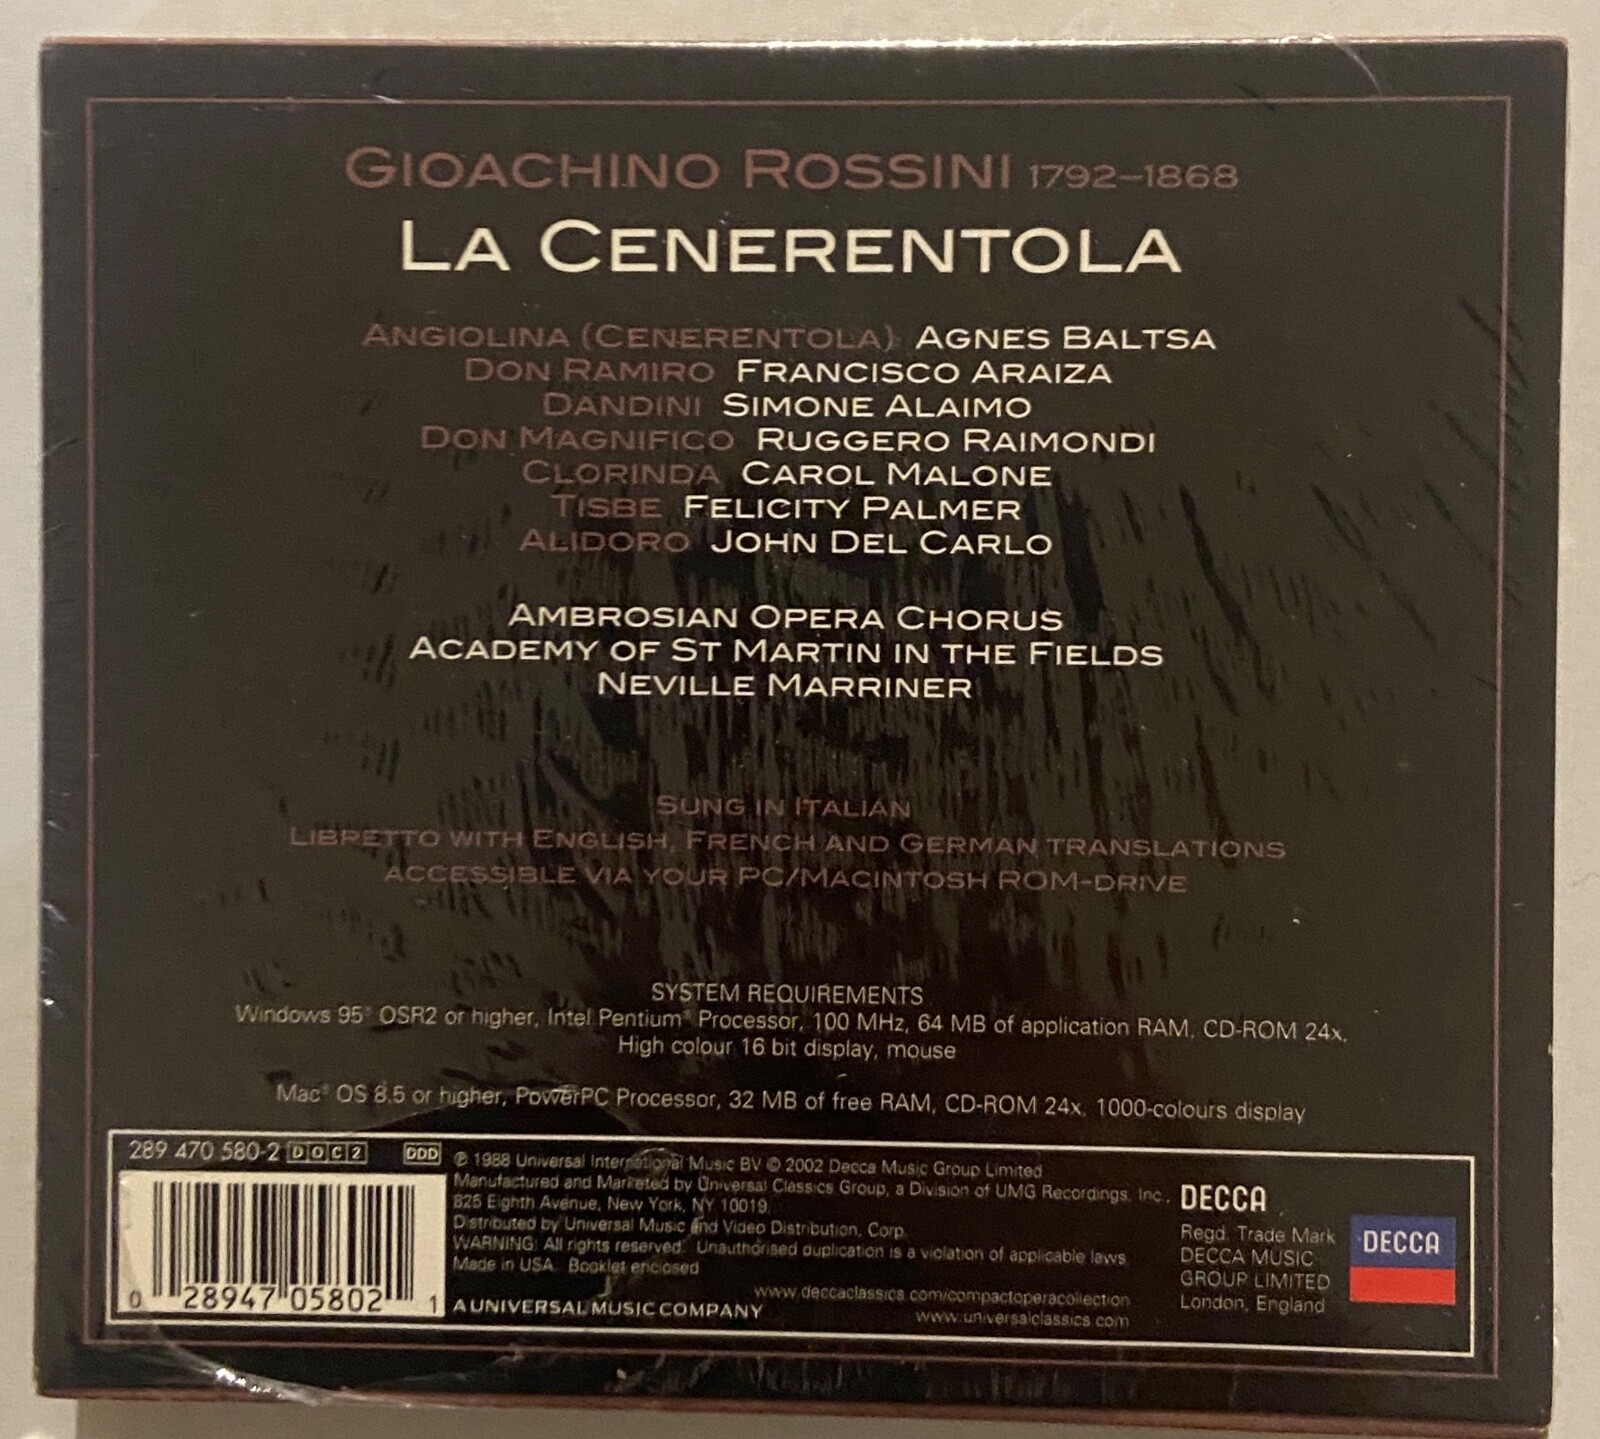 GIOACHINO ROSSINI 1792–1868
LA CENERENTOLA
ANGIOLINA (CENERENTOLA) AGNES BALTSA
DON RAMIRO FRANCISCO ARAIZA
DANDINI SIMONE ALAIMO
DON MAGNIFICO RUGGERO RAIMONDI
CLORINDA CAROL MALONE
TISBE FELICITY PALMER
ALIDORO JOHN DEL CARLO
AMBROSIAN OPERA CHORUS
ACADEMY OF ST MARTIN IN THE FIELDS
NEVILLE MARRINER
SUNG IN ITALIAN
LIBRETTO WITH ENGLISH, FRENCH AND GERMAN TRANSLATIONS
ACCESSIBLE VIA YOUR PC/MACINTOSH ROM-DRIVE
SYSTEM REQUIREMENTS
Windows 95® OSR2 or higher, Intel Pentium® Processor, 100 MHz, 64 MB of application RAM, CD-ROM 24x,
High colour 16 bit display, mouse
Mac® OS 8.5 or higher, PowerPC Processor, 32 MB of free RAM, CD-ROM 24x, 1000-colours display
289 470 580-2 DOC2 DDD
0 28947 05802 1
℗ 1988 Universal International Music BV © 2002 Decca Music Group Limited
Manufactured and Marketed by Universal Classics Group, a Division of UMG Recordings, Inc.,
825 Eighth Avenue, New York, NY 10019.
Distributed by Universal Music and Video Distribution, Corp.
WARNING: All rights reserved. Unauthorised duplication is a violation of applicable laws.
Made in USA. Booklet enclosed
www.deccaclassics.com/compactoperacollection
A UNIVERSAL MUSIC COMPANY
www.universalclassics.com
DECCA
Regd. Trade Mark
DECCA MUSIC
GROUP LIMITED
London, England
DECCA